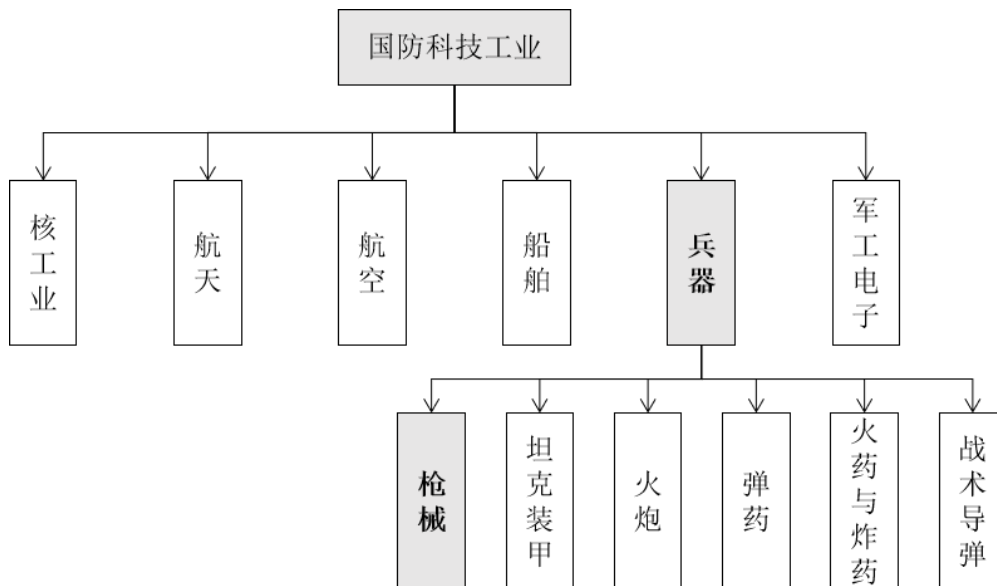 国防科技工业
核工业
航天
航空
船舶
兵器
军工电子
枪械
坦克装甲
火炮
弹药
火药与炸药
战术导弹